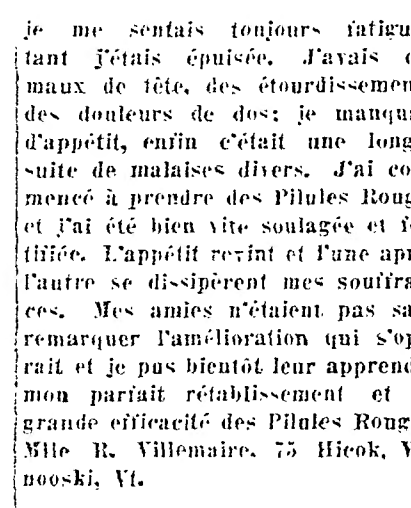 je me sentais toujours fatigu
tant j'étais épuisée. J'avais d
maux de tête, des étourdissemen
des douleurs de dos; je manqua
d'appétit, enfin c'était une long
suite de malaises divers. J'ai co
mencé à prendre des Pilules Roug
et j'ai été bien vite soulagée et fo
tifiée. L'appétit revint et l'une apr
l'autre se dissipèrent mes souffra
ces. Mes amies n'étaient pas sa
remarquer l'amélioration qui s'op
rait et je pus bientôt leur apprend
mon parfait rétablissement et
grande efficacité des Pilules Roug
Mlle R. Villemaire, 75 Hicok, W
nooski, Vt.